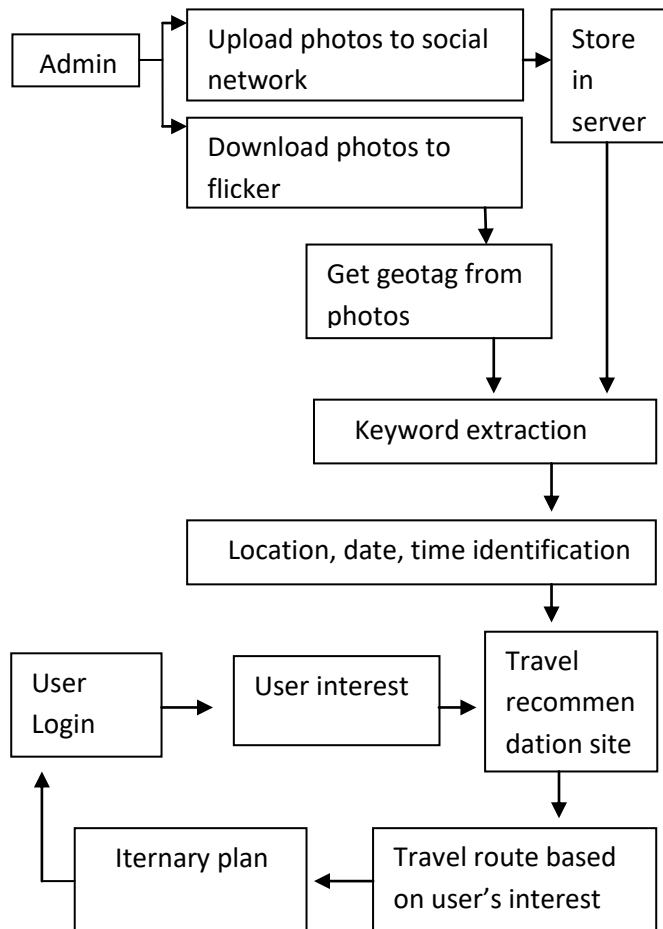 Admin
Upload photos to social
network
Store
in
server
Download photos to
flicker
Get geotag from
photos
Keyword extraction
Location, date, time identification
User
Login
User interest
Travel
recommen
dation site
Iternary plan
Travel route based
on user’s interest